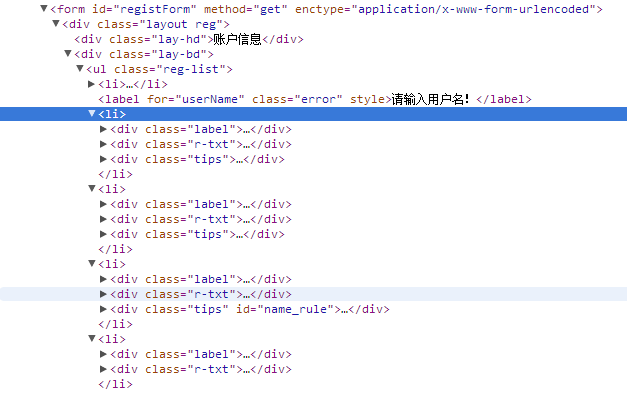 ▼<form id="registForm" method="get" enctype="application/x-www-form-urlencoded">
▼<div class="layout reg">
<div class="lay-hd">账户信息</div>
▼<div class="lay-bd">
▼<ul class="reg-list">
▶<li>…</li>
<label for="userName" class="error" style>请输入用户名！</label>
▼<li>
▶<div class="label">…</div>
▶<div class="r-txt">…</div>
▶<div class="tips">…</div>
</li>
▼<li>
▶<div class="label">…</div>
▶<div class="r-txt">…</div>
▶<div class="tips">…</div>
</li>
▼<li>
▶<div class="label">…</div>
▶<div class="r-txt">…</div>
▶<div class="tips" id="name_rule">…</div>
</li>
▼<li>
▶<div class="label">…</div>
▶<div class="r-txt">…</div>
</li>